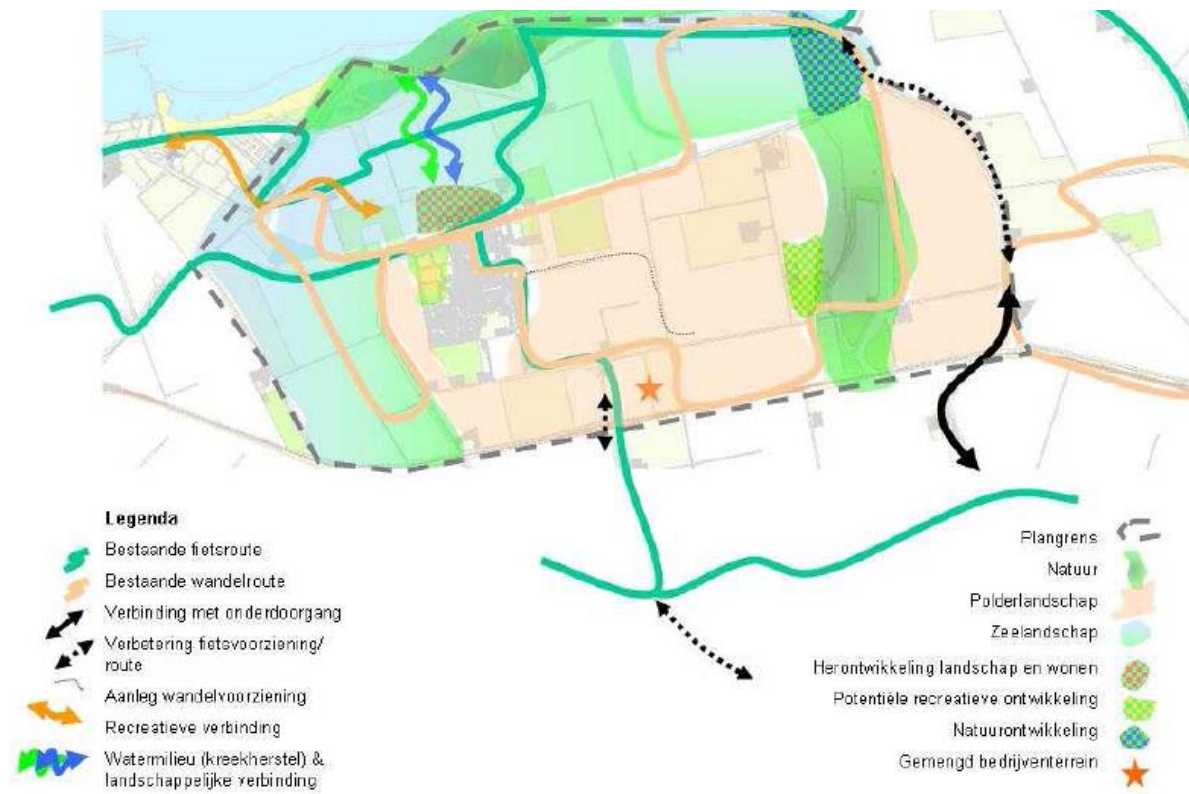 Legenda
Bestaande fietsroute
Bestaande wandelroute
Verbinding met onderdoorgang
Verbetering fietsvoorziening/
route
Aanleg wandelvoorziening
Recreatieve verbinding
Watermilieu (kreekherstel) &
landschappelijke verbinding
Plangrens
Natuur
Polderlandschap
Zeelandschap
Herontwikkeling landschap en wonen
Potentiële recreatieve ontwikkeling
Natuurontwikkeling
Gemengd bedrijventerrein